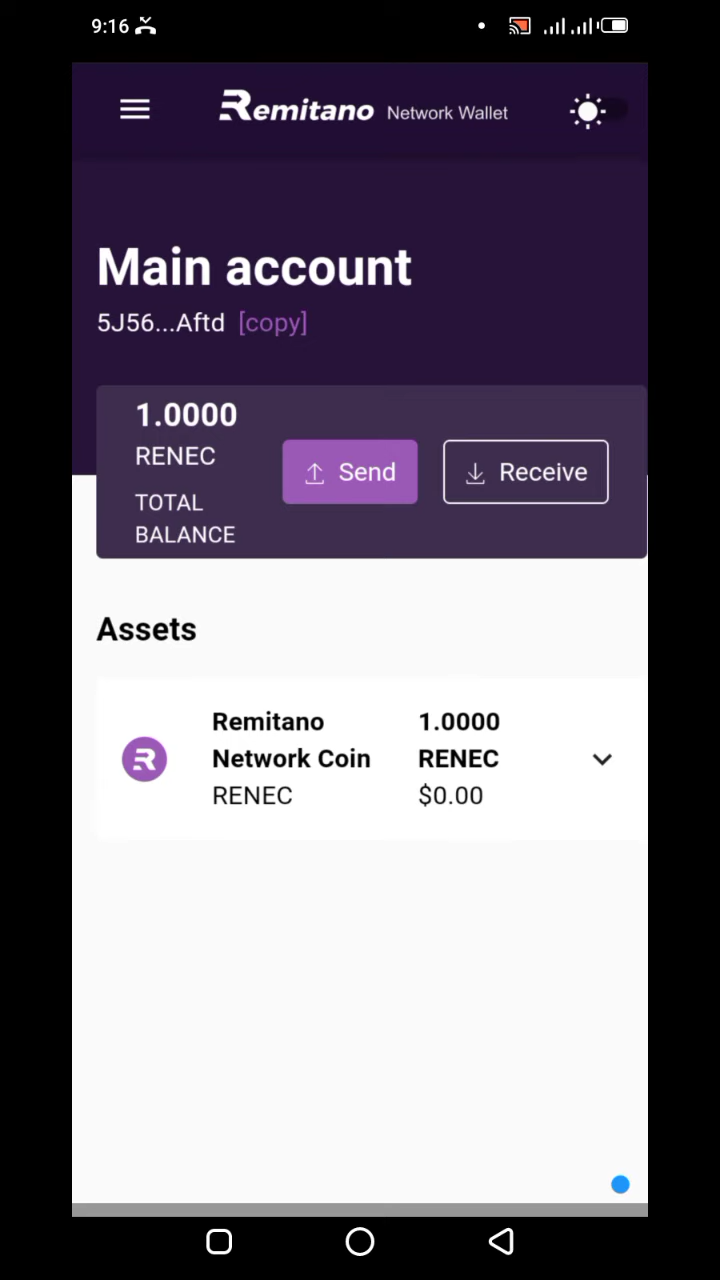 9:16
Remitano Network Wallet
Main account
5J56...Aftd [copy]
1.0000
RENEC
TOTAL
BALANCE
Send
Receive
Assets
Remitano
Network Coin
RENEC
1.0000
RENEC
$0.00